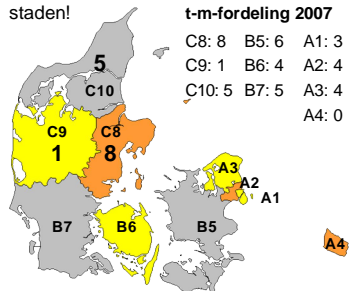 staden!
t-m-fordeling 2007
C8: 8 B5: 6 A1: 3
C9: 1 B6: 4 A2: 4
C10: 5 B7: 5 A3: 4
A4: 0
5
C10
C9
1
C8
8
A3
A2
A1
B7
B6
B5
A4